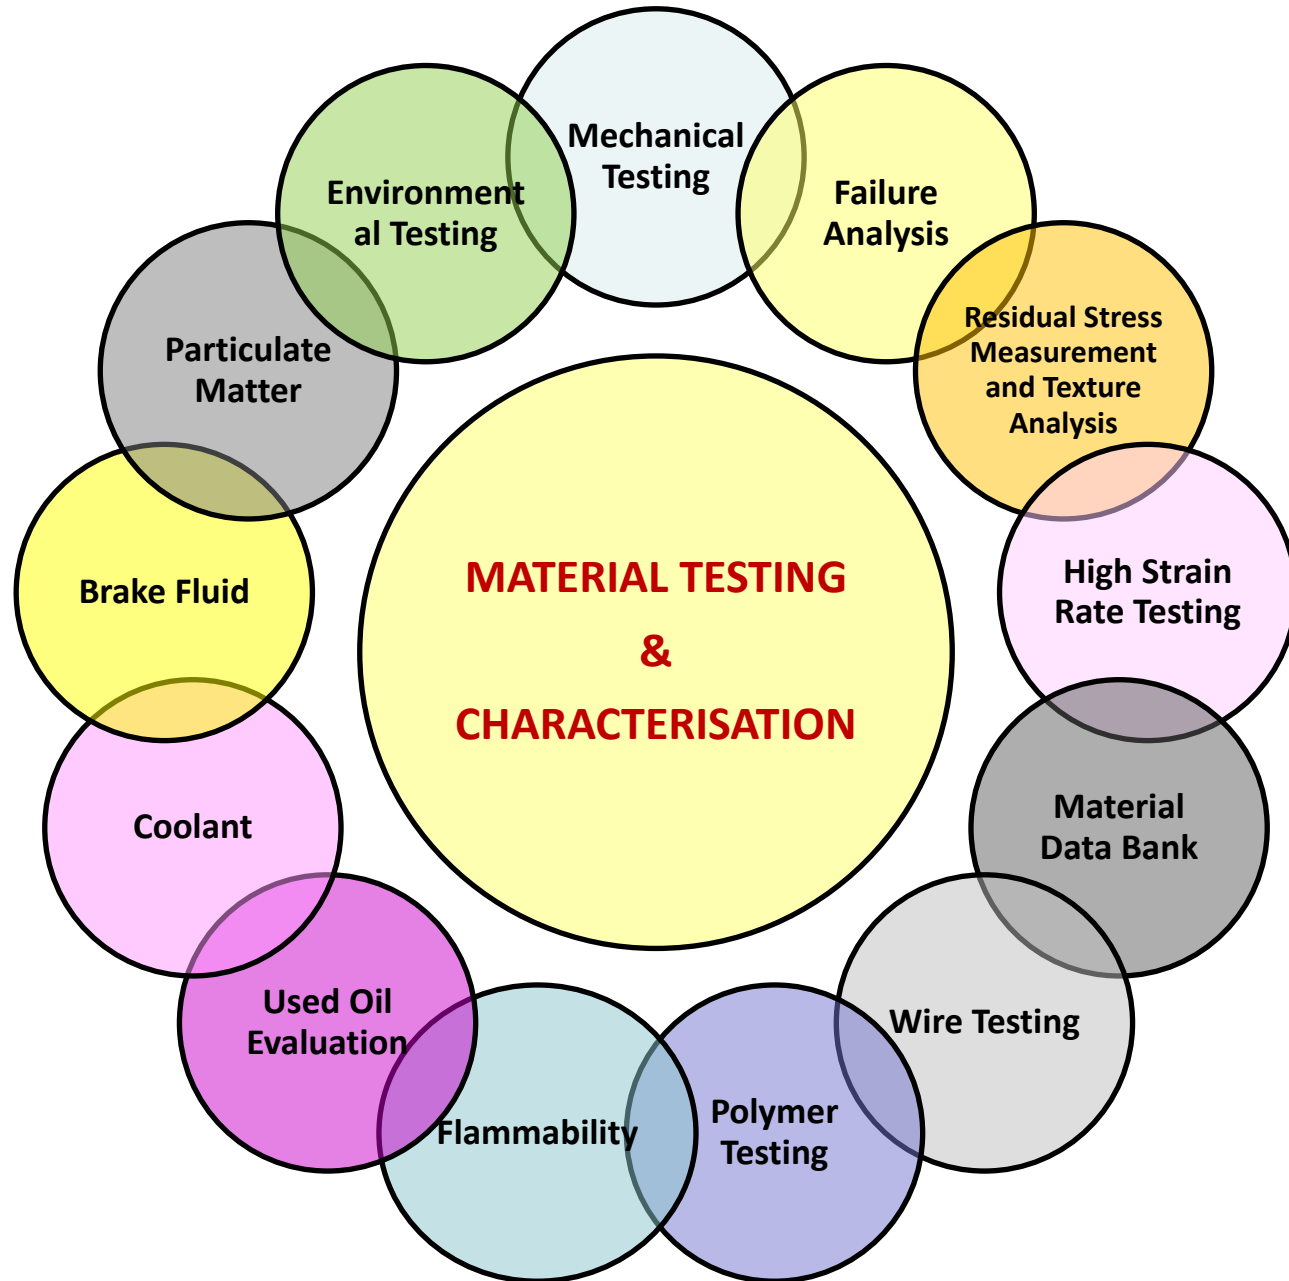 Mechanical
Testing
Failure
Analysis
Residual Stress
Measurement
and Texture
Analysis
High Strain
Rate Testing
Material
Data Bank
Wire Testing
Polymer
Testing
Flammability
Used Oil
Evaluation
Coolant
Brake Fluid
Particulate
Matter
Environment
al Testing
MATERIAL TESTING
&
CHARACTERISATION